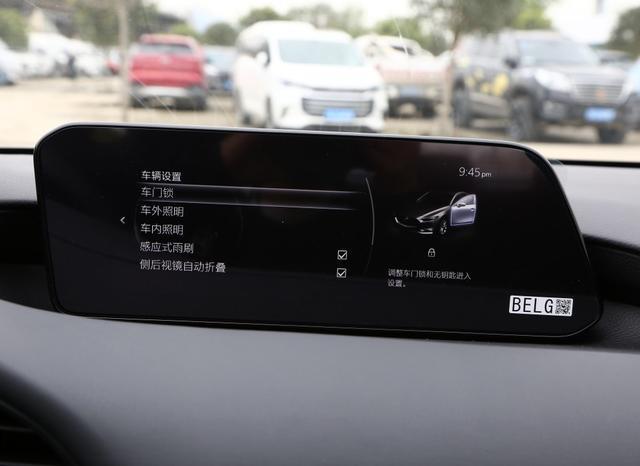 车辆设置
9:45pm
车门锁
车外照明
车内照明
感应式雨刷
侧后视镜自动折叠
调整车门锁和无钥匙进入
设置。
BELG